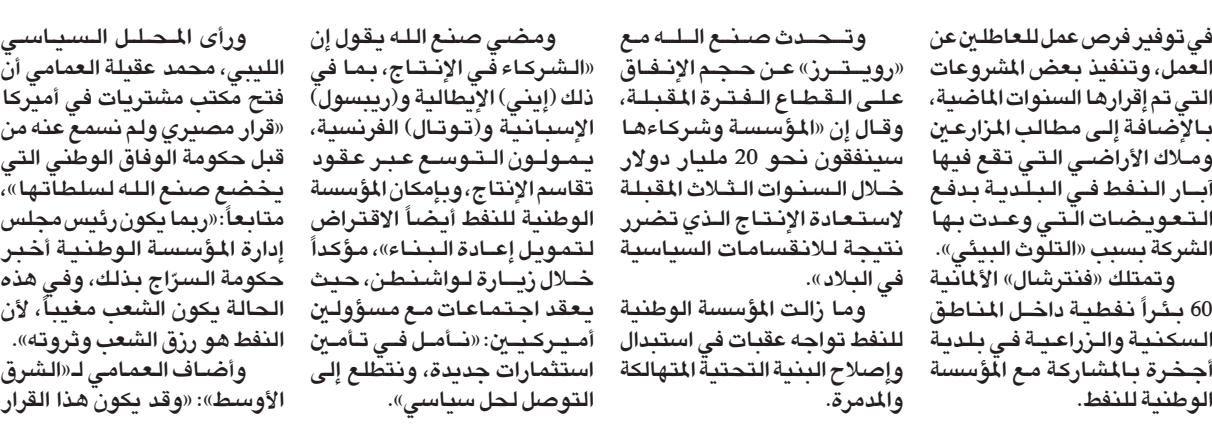 في توفير فرص عمل للعاطلين عن
العمل، وتنفيذ بعض المشروعات
التي تم إقرارها السنوات الماضية،
بالإضافة إلى مطالب المزارعين
وملاك الأراضي التي تقع فيها
آبار النفط في البلدية بدفع
التعويضات التي وعدت بها
الشركة بسبب «التلوث البيئي».
وتمتلك «فنترشال» الألمانية
60 بئراً نفطية داخل المناطق
السكنية والزراعية في بلدية
أجخرة بالمشاركة مع المؤسسة
الوطنية للنفط.
وتحدث صنع الله مع
«رويترز» عن حجم الإنفاق
على القطاع الفترة المقبلة،
وقال إن «المؤسسة وشركاءها
سينفقون نحو 20 مليار دولار
خلال السنوات الثلاث المقبلة
لاستعادة الإنتاج الذي تضرر
نتيجة للانقسامات السياسية
في البلاد».
وما زالت المؤسسة الوطنية
للنفط تواجه عقبات في استبدال
وإصلاح البنية التحتية المتهالكة
والمدمرة.
ومضى صنع الله يقول إن
«الشركاء في الإنتاج، بما في
ذلك (إيني) الإيطالية و(ريبسول)
الإسبانية و(توتال) الفرنسية،
يمولون التوسع عبر عقود
تقاسم الإنتاج، وبإمكان المؤسسة
الوطنية للنفط أيضاً الاقتراض
لتمويل إعادة البناء»، مؤكداً
خلال زيارة لواشنطن، حيث
يعقد اجتماعات مع مسؤولين
أميركيين: «نأمل في تأمين
استثمارات جديدة، ونتطلع إلى
التوصل لحل سياسي».
ورأى المحلل السياسي
الليبي، محمد عقيلة العمامي أن
فتح مكتب مشتريات في أميركا
«قرار مصيري ولم نسمع عنه من
قبل حكومة الوفاق الوطني التي
يخضع صنع الله لسلطاتها»،
متابعاً: «ربما يكون رئيس مجلس
إدارة المؤسسة الوطنية أخبر
حكومة السرّاج بذلك، وفي هذه
الحالة يكون الشعب مغيباً، لأن
النفط هو رزق الشعب وثروته».
وأضاف العمامي لـ«الشرق
الأوسط»: «وقد يكون هذا القرار